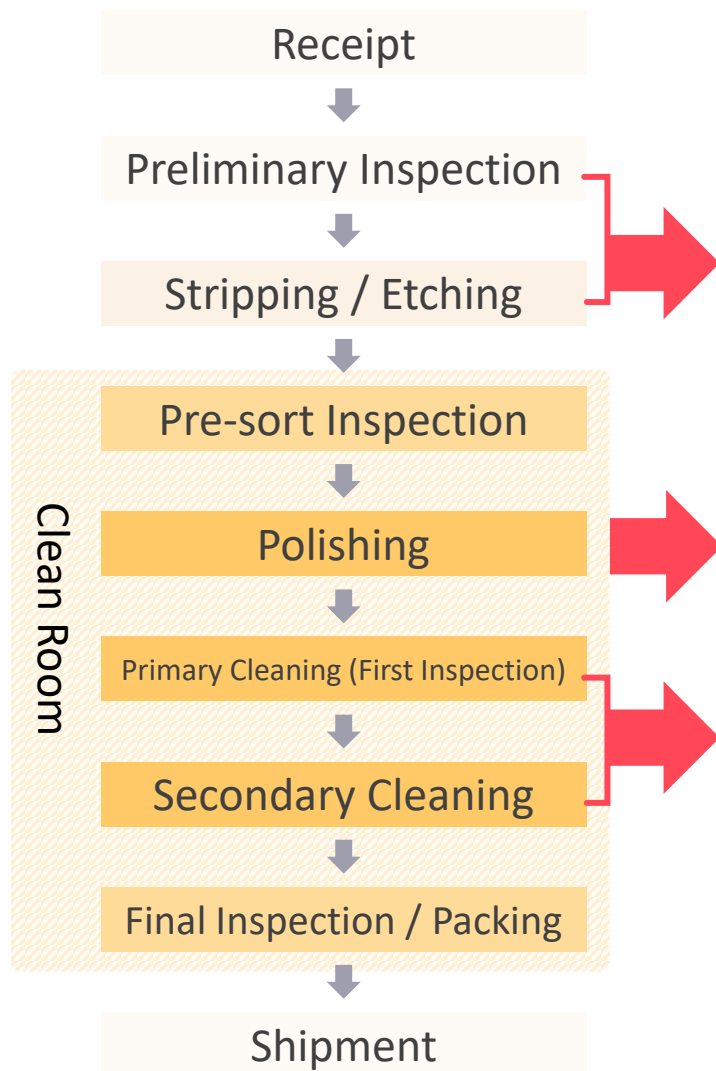 Receipt
Preliminary Inspection
Stripping / Etching
Pre-sort Inspection
Polishing
Clean Room
Primary Cleaning (First Inspection)
Secondary Cleaning
Final Inspection / Packing
Shipment